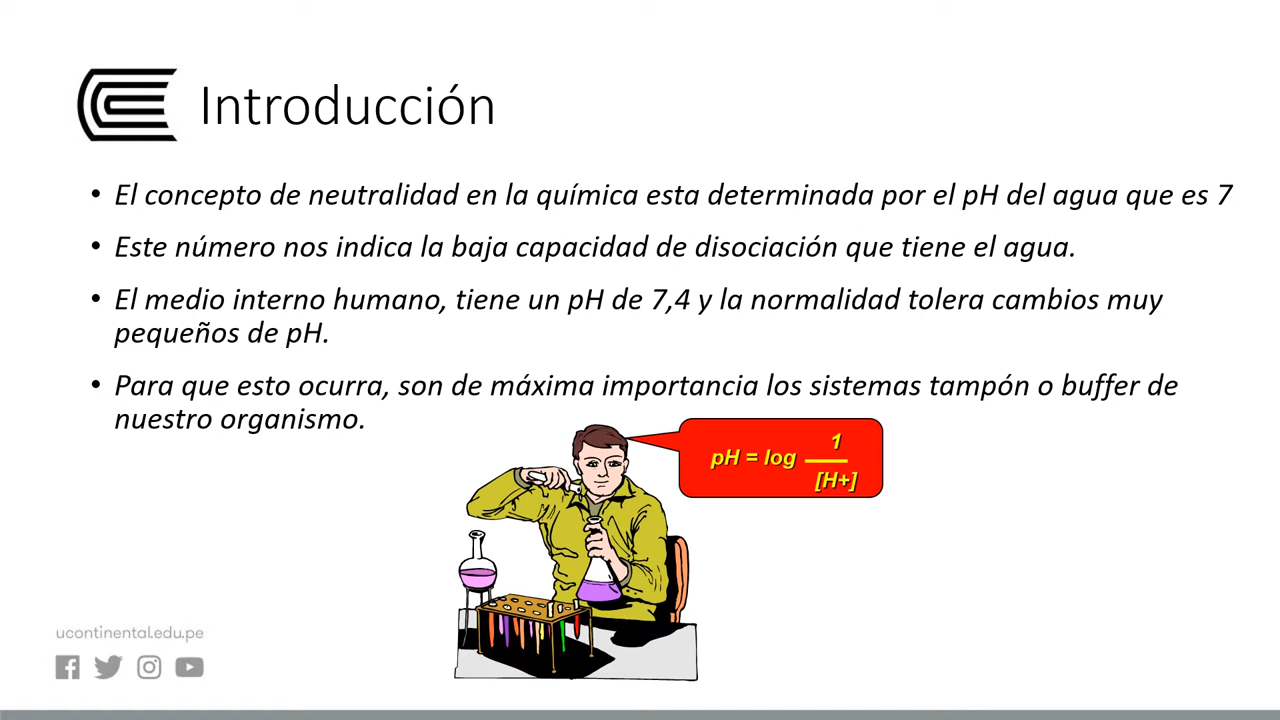 Introducción
• El concepto de neutralidad en la química esta determinada por el pH del agua que es 7
• Este número nos indica la baja capacidad de disociación que tiene el agua.
• El medio interno humano, tiene un pH de 7,4 y la normalidad tolera cambios muy
pequeños de pH.
• Para que esto ocurra, son de máxima importancia los sistemas tampón o buffer de
nuestro organismo.
1
pH = log
[H+]
ucontinental.edu.pe